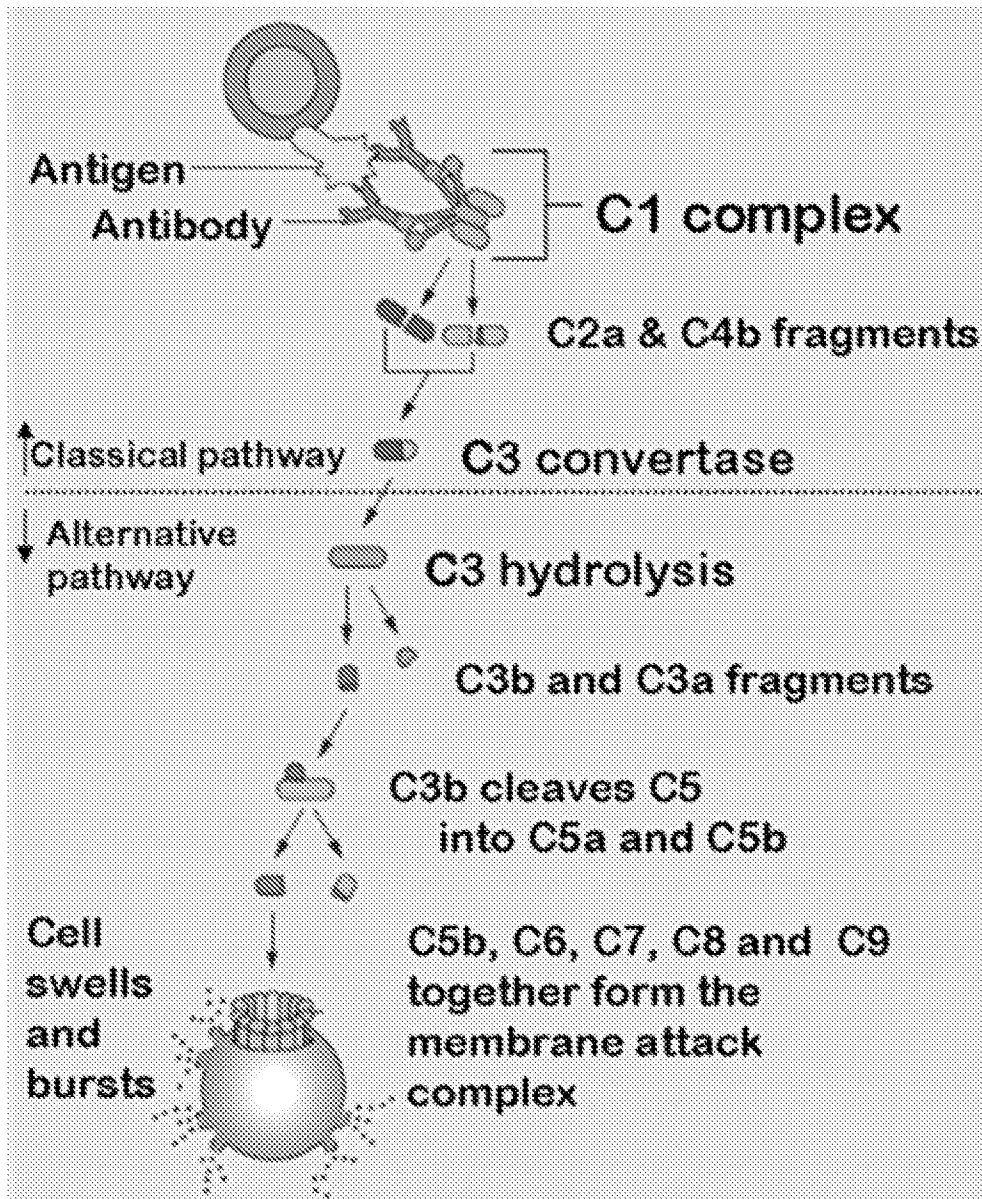 Antigen
Antibody
C1 complex
C2a & C4b fragments
Classical pathway
C3 convertase
Alternative
pathway
C3 hydrolysis
C3b and C3a fragments
C3b cleaves C5
into C5a and C5b
Cell
swells
and
bursts
C5b, C6, C7, C8 and C9
together form the
membrane attack
complex